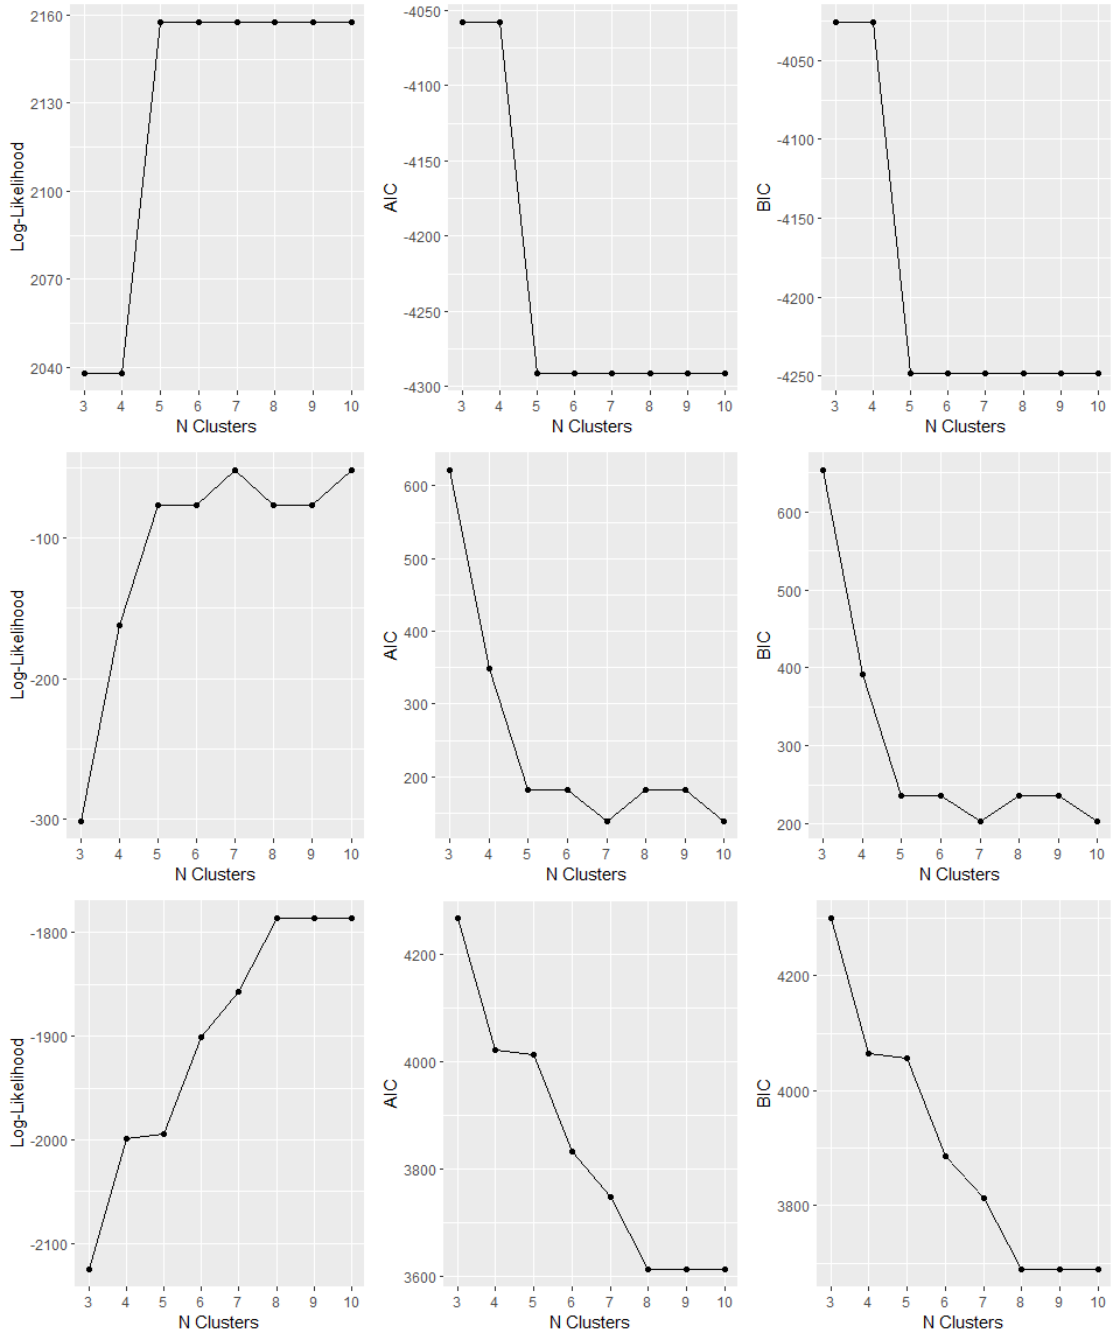 Log-Likelihood
2160
2130
2100
2070
2040
3 4 5 6 7 8 9 10
N Clusters
AIC
-4050
-4100
-4150
-4200
-4250
-4300
3 4 5 6 7 8 9 10
N Clusters
BIC
-4050
-4100
-4150
-4200
-4250
3 4 5 6 7 8 9 10
N Clusters
Log-Likelihood
-100
-200
-300
3 4 5 6 7 8 9 10
N Clusters
AIC
600
500
400
300
200
3 4 5 6 7 8 9 10
N Clusters
BIC
600
500
400
300
200
3 4 5 6 7 8 9 10
N Clusters
Log-Likelihood
-1800
-1900
-2000
-2100
3 4 5 6 7 8 9 10
N Clusters
AIC
4200
4000
3800
3600
3 4 5 6 7 8 9 10
N Clusters
BIC
4200
4000
3800
3 4 5 6 7 8 9 10
N Clusters